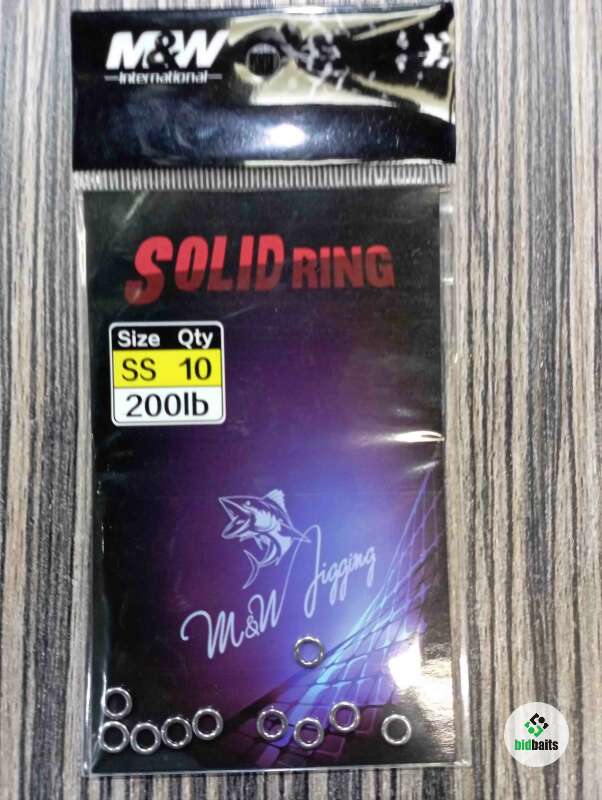 M&W
International
SOLID RING
Size Qty
SS 10
200lb
M&W Jigging
bidbaits